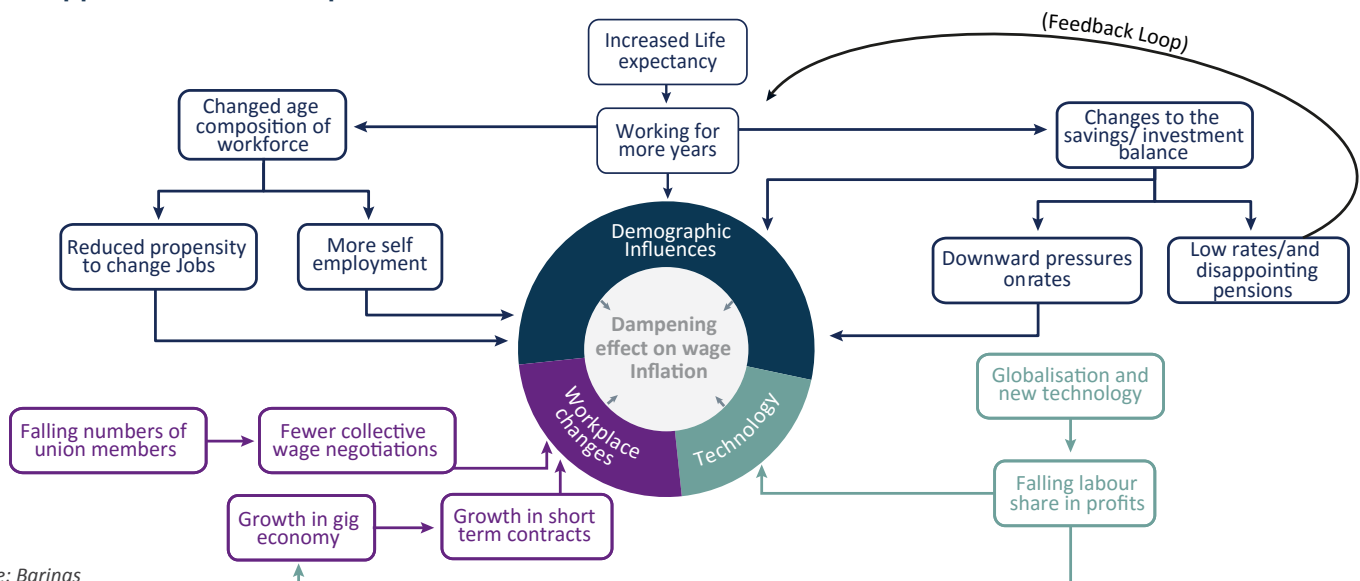 (Feedback Loop)
Increased Life
expectancy
Changed age
composition of
workforce
Working for
more years
Changes to the
savings/ investment
balance
Reduced propensity
to change Jobs
More self
employment
Demographic
Influences
Downward pressures
onrates
Low rates/and
disappointing
pensions
Dampening
effect on wage
Inflation
Globalisation and
new technology
Workplace
changes
Technology
Falling numbers of
union members
Fewer collective
wage negotiations
Falling labour
share in profits
Growth in gig
economy
Growth in short
term contracts
: Barings